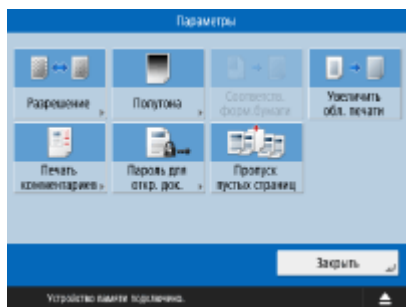 Параметры
Разрешение
Полутона
Соответств.
форм.бумаги
Увеличить
обл. печати
Печать
комментариев
Пароль для
откр. док.
Пропуск
пустых страниц
Закрыть
Устройство памяти подключено.